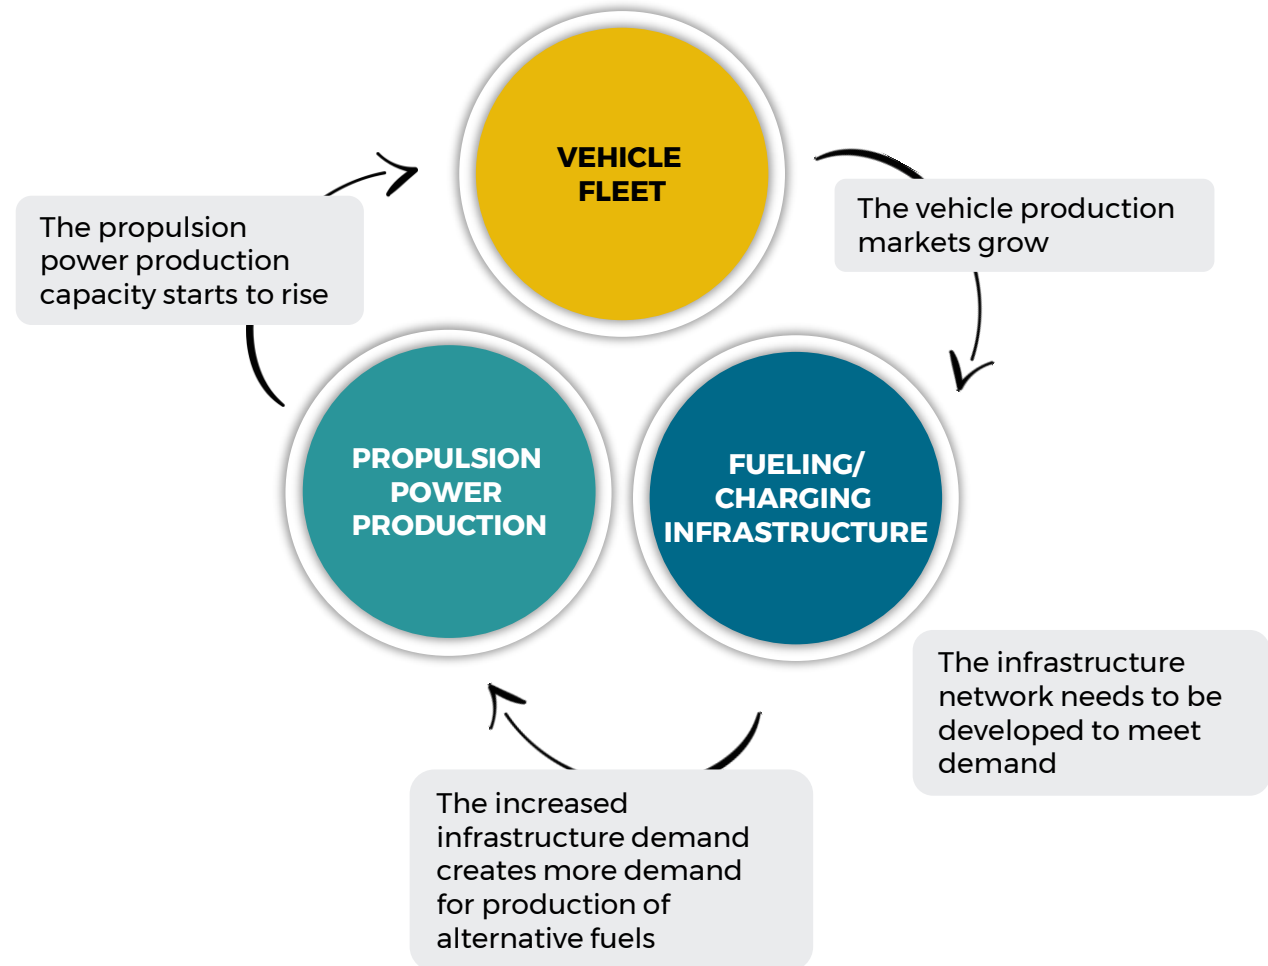 VEHICLE
FLEET
The vehicle production
markets grow
The propulsion
power production
capacity starts to rise
PROPULSION
POWER
PRODUCTION
FUELING/
CHARGING
INFRASTRUCTURE
The infrastructure
network needs to be
developed to meet
demand
The increased
infrastructure demand
creates more demand
for production of
alternative fuels